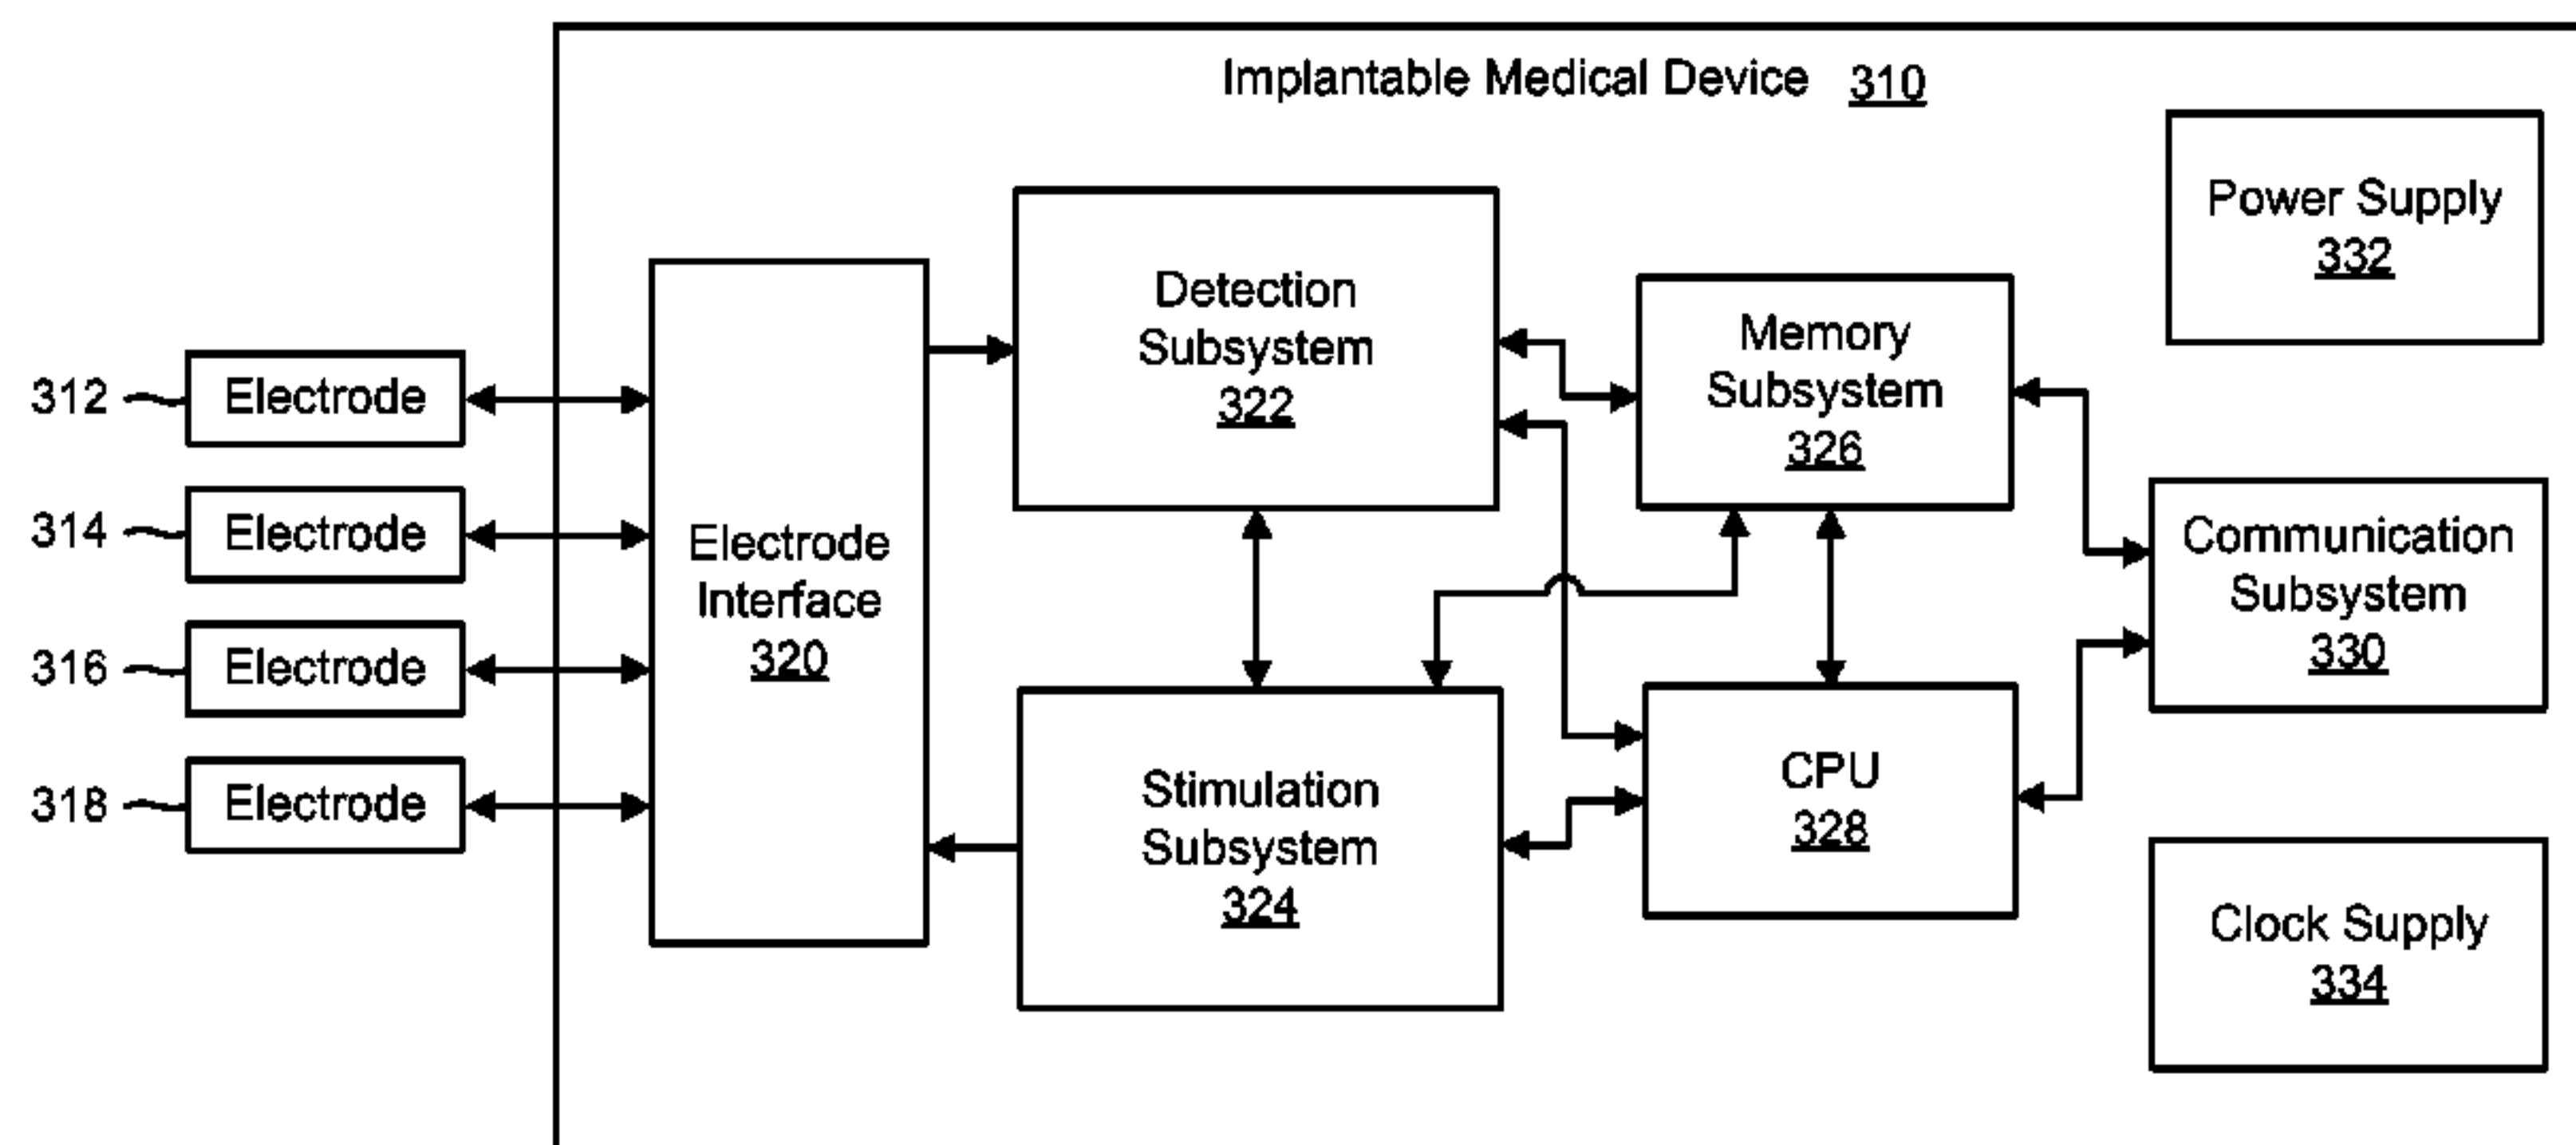 Implantable Medical Device 310
Power Supply
332
Detection
Subsystem
322
Memory
Subsystem
326
312 Electrode
314 Electrode
316 Electrode
318 Electrode
Electrode
Interface
320
Communication
Subsystem
330
Stimulation
Subsystem
324
CPU
328
Clock Supply
334